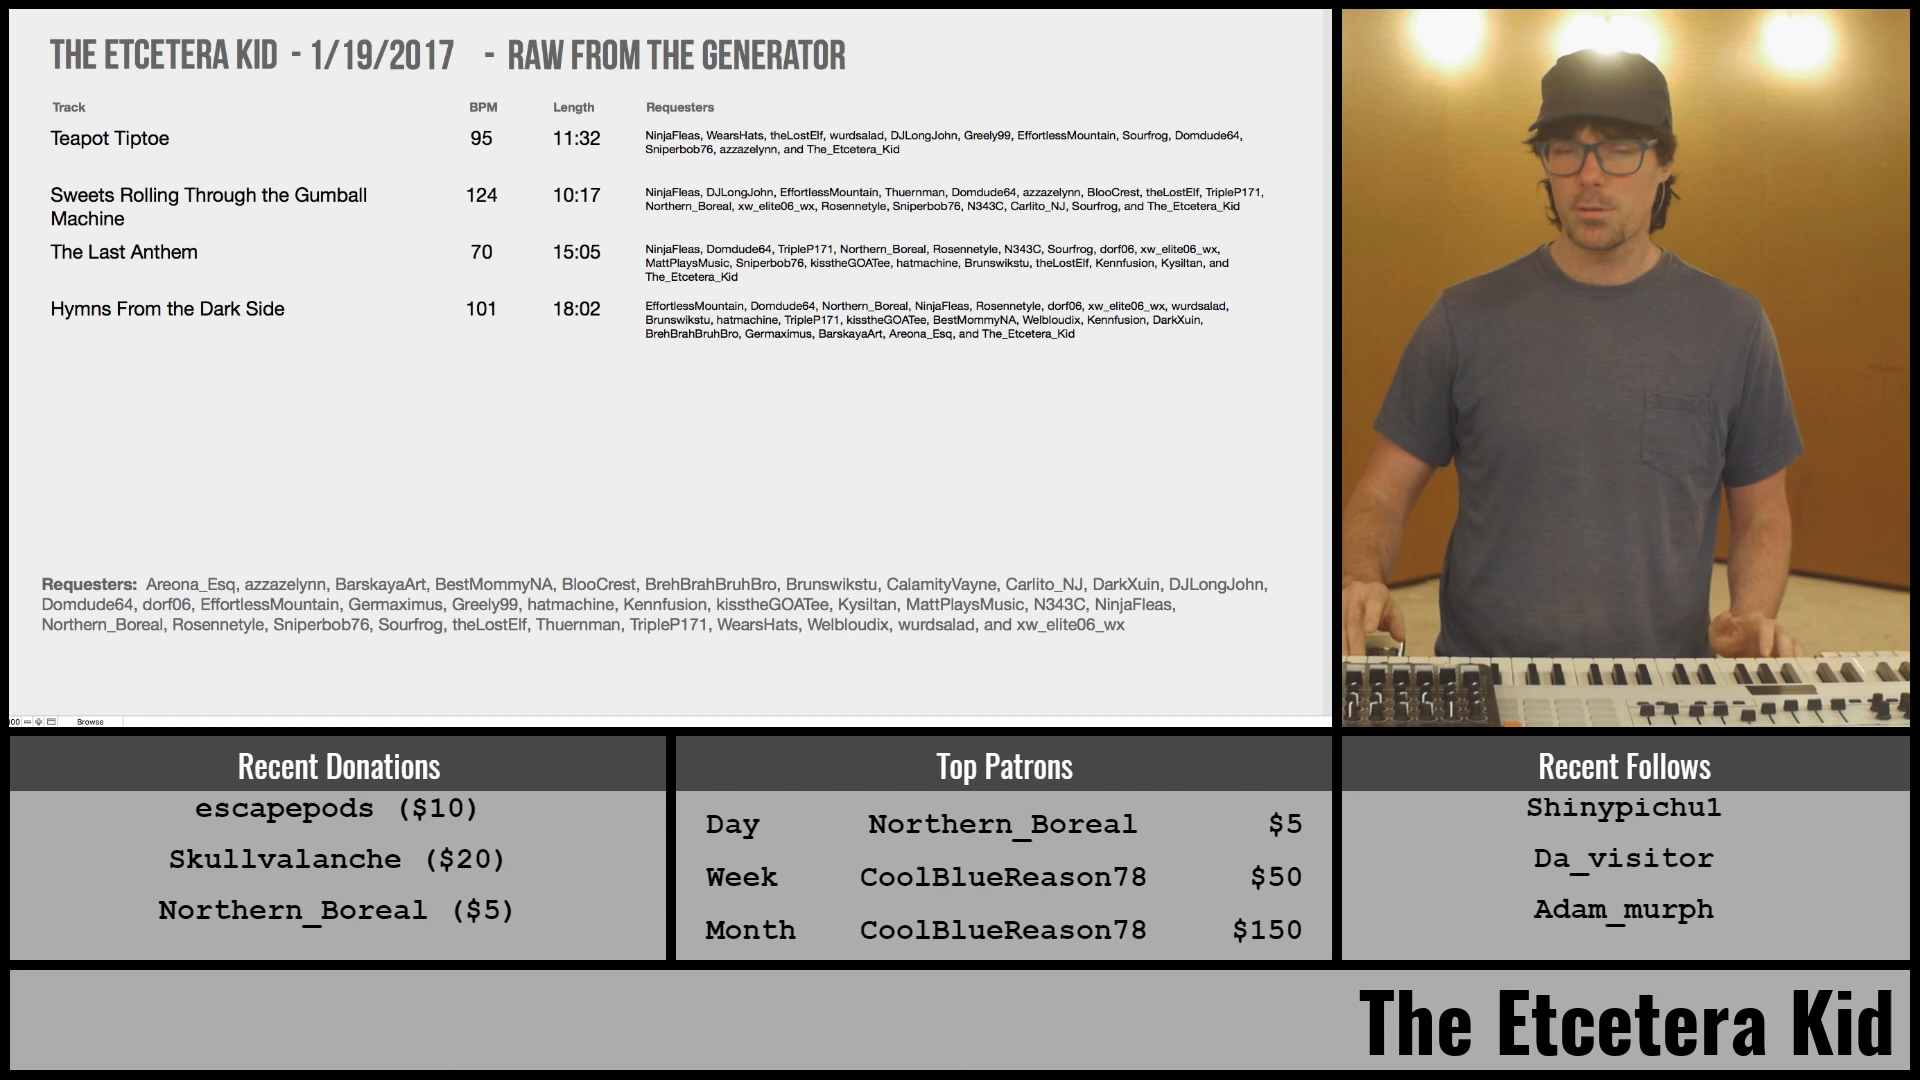 THE ETCETERA KID - 1/19/2017 - RAW FROM THE GENERATOR
Track BPM Length Requesters
Teapot Tiptoe 95 11:32 NinjaFleas, WearsHats, theLostElf, wurdsalad, DJLongJohn, Greely99, EffortlessMountain, Sourfrog, Domdude64,
Sniperbob76, azzazelynn, and The_Etcetera_Kid
Sweets Rolling Through the Gumball 124 10:17 NinjaFleas, DJLongJohn, EffortlessMountain, Thuernman, Domdude64, azzazelynn, BlooCrest, theLostElf, TripleP171,
Machine Northern_Boreal, xw_elite06_wx, Rosennetyle, Sniperbob76, N343C, Carlito_NJ, Sourfrog, and The_Etcetera_Kid
The Last Anthem 70 15:05 NinjaFleas, Domdude64, TripleP171, Northern_Boreal, Rosennetyle, N343C, Sourfrog, dorf06, xw_elite06_wx,
MattPlaysMusic, Sniperbob76, kisstheGOATee, hatmachine, Brunswikstu, theLostElf, Kennfusion, Kysiltan, and
The_Etcetera_Kid
Hymns From the Dark Side 101 18:02 EffortlessMountain, Domdude64, Northern_Boreal, NinjaFleas, Rosennetyle, dorf06, xw_elite06_wx, wurdsalad,
Brunswikstu, hatmachine, TripleP171, kisstheGOATee, BestMommyNA, Welbloudix, Kennfusion, DarkXuin,
BrehBrahBruhBro, Germaximus, BarskayaArt, Areona_Esq, and The_Etcetera_Kid
Requesters: Areona_Esq, azzazelynn, BarskayaArt, BestMommyNA, BlooCrest, BrehBrahBruhBro, Brunswikstu, CalamityVayne, Carlito_NJ, DarkXuin, DJLongJohn,
Domdude64, dorf06, EffortlessMountain, Germaximus, Greely99, hatmachine, Kennfusion, kisstheGOATee, Kysiltan, MattPlaysMusic, N343C, NinjaFleas,
Northern_Boreal, Rosennetyle, Sniperbob76, Sourfrog, theLostElf, Thuernman, TripleP171, WearsHats, Welbloudix, wurdsalad, and xw_elite06_wx
Browse
Recent Donations
escapepods ($10)
Skullvalanche ($20)
Northern_Boreal ($5)
Top Patrons
Day Northern_Boreal $5
Week CoolBlueReason78 $50
Month CoolBlueReason78 $150
Recent Follows
Shinypichu1
Da_visitor
Adam_murph
The Etcetera Kid